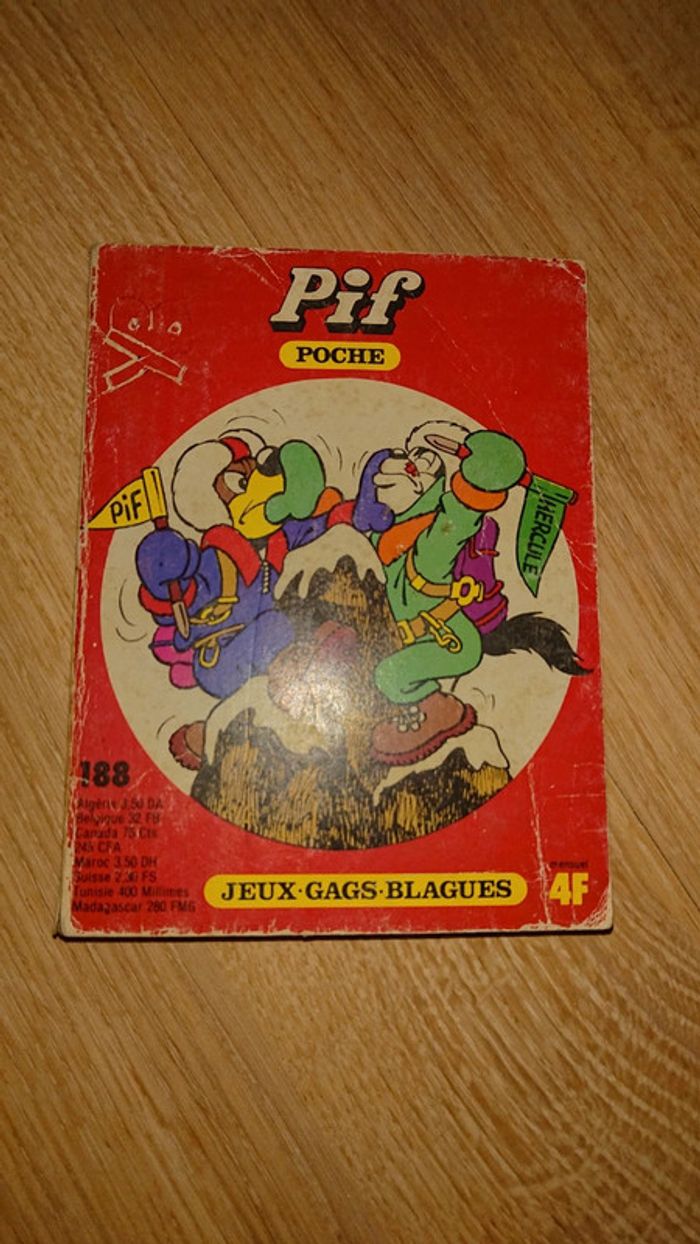 Pif
POCHE
PIF
HERCULE
188
Algérie 3,50 DA
Belgique 32 FB
Canada 75 Cts
CFA
Maroc 3.50 DH
Suisse 2,30 FS
Tunisie 400 Millimes
Madagascar 280 FMG
JEUX·GAGS·BLAGUES
mensuel
4F